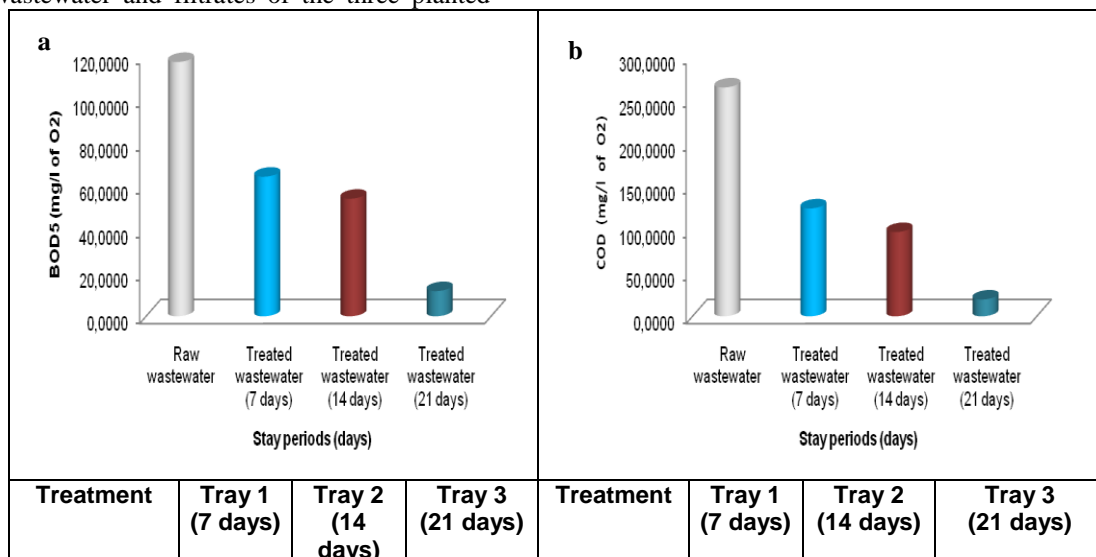 wastewater and filtrates of the three planted
a
120,0000
100,0000
80,0000
60,0000
40,0000
20,0000
0,0000
BOD5 (mg/l of O2)
Raw wastewater
Treated wastewater (7 days)
Treated wastewater (14 days)
Treated wastewater (21 days)
Stay periods (days)
b
300,0000
250,0000
200,0000
150,0000
100,0000
50,0000
0,0000
COD (mg/l of O2)
Raw wastewater
Treated wastewater (7 days)
Treated wastewater (14 days)
Treated wastewater (21 days)
Stay periods (days)
Treatment
Tray 1
(7 days)
Tray 2
(14
days)
Tray 3
(21 days)
Treatment
Tray 1
(7 days)
Tray 2
(14 days)
Tray 3
(21 days)